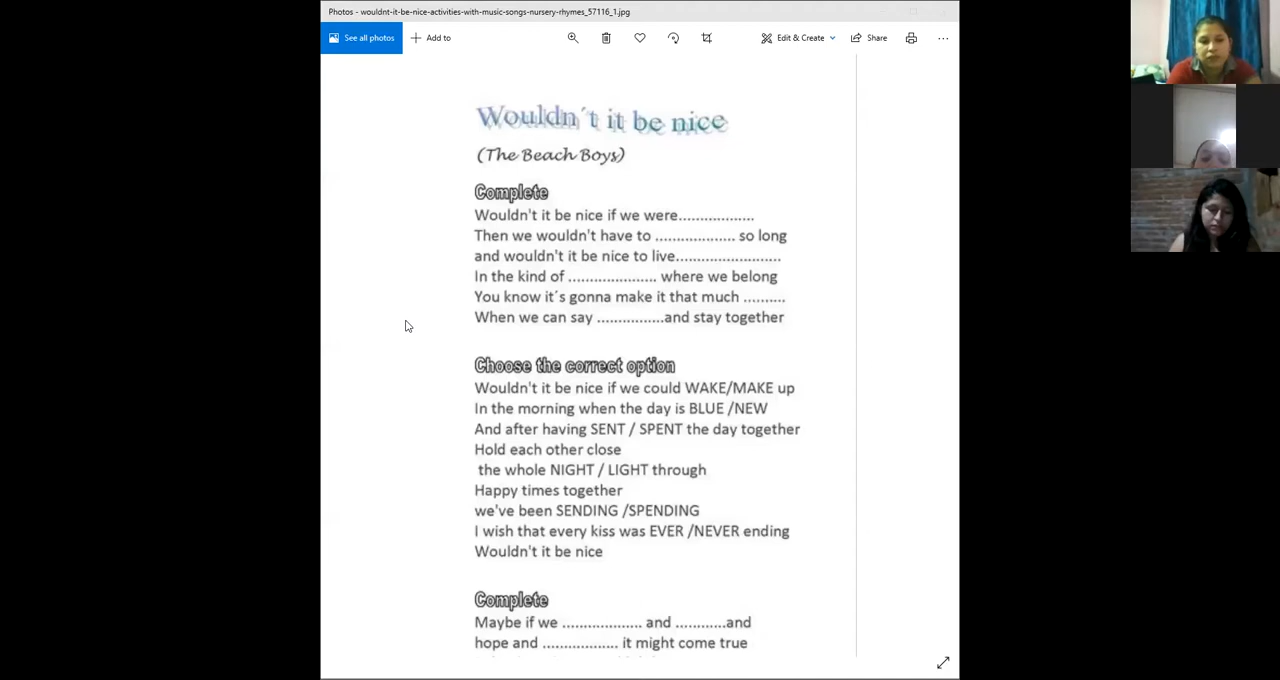 Photos - wouldnt-it-be-nice-activities-with-music-songs-nursery-rhymes_57116_1.jpg
See all photos
Add to
Edit & Create
Share
Wouldn´t it be nice
(The Beach Boys)
Complete
Wouldn't it be nice if we were..................
Then we wouldn't have to ................... so long
and wouldn't it be nice to live.........................
In the kind of ..................... where we belong
You know it´s gonna make it that much ..........
When we can say ................and stay together
Choose the correct option
Wouldn't it be nice if we could WAKE/MAKE up
In the morning when the day is BLUE /NEW
And after having SENT / SPENT the day together
Hold each other close
the whole NIGHT / LIGHT through
Happy times together
we've been SENDING /SPENDING
I wish that every kiss was EVER /NEVER ending
Wouldn't it be nice
Complete
Maybe if we ................... and ............and
hope and .................. it might come true